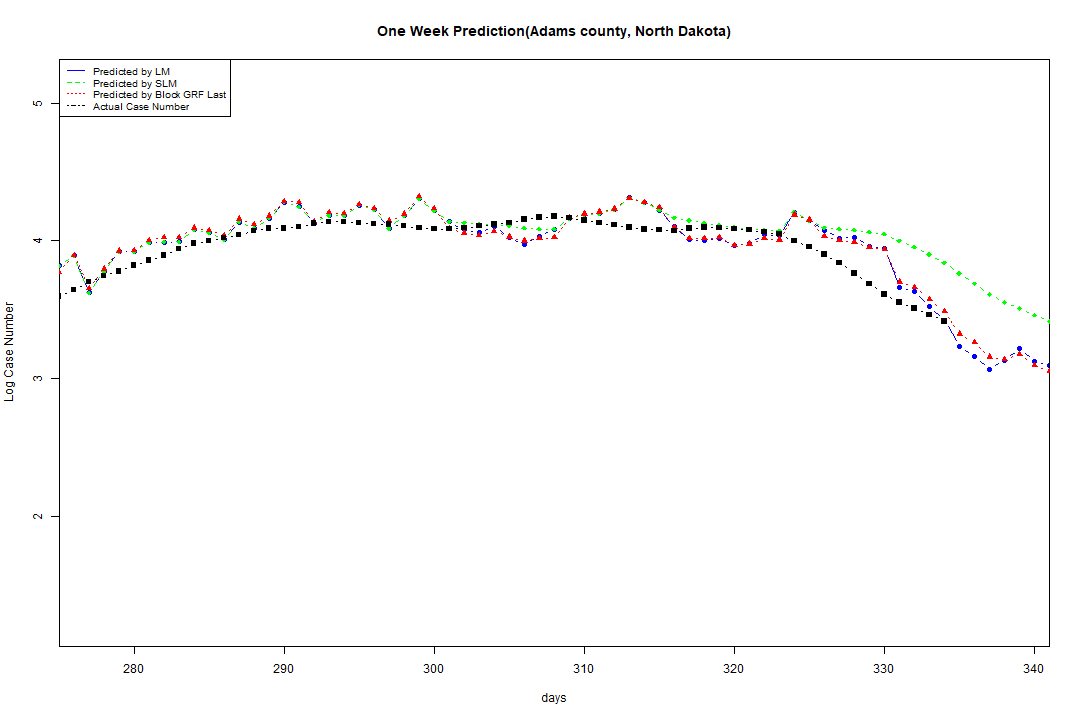 One Week Prediction(Adams county, North Dakota)
Predicted by LM
Predicted by SLM
Predicted by Block GRF Last
Actual Case Number
5
4
3
2
Log Case Number
280 290 300 310 320 330 340
days